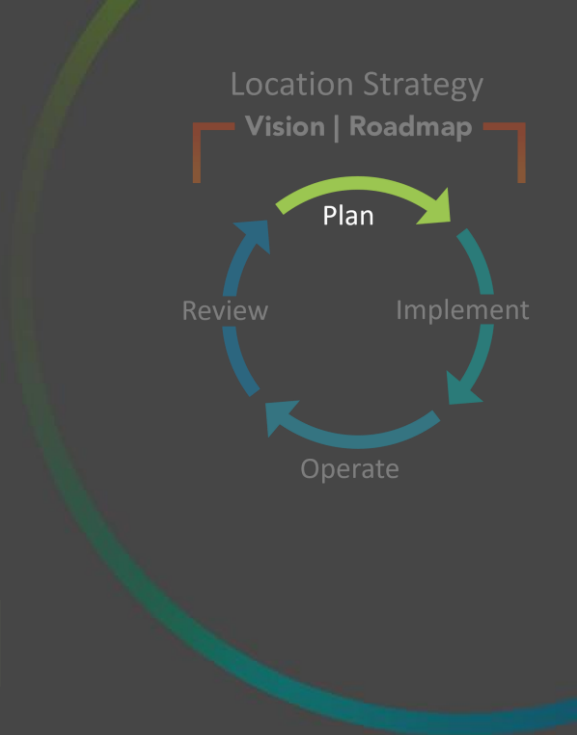 Location Strategy
Vision | Roadmap
Plan
Review
Implement
Operate